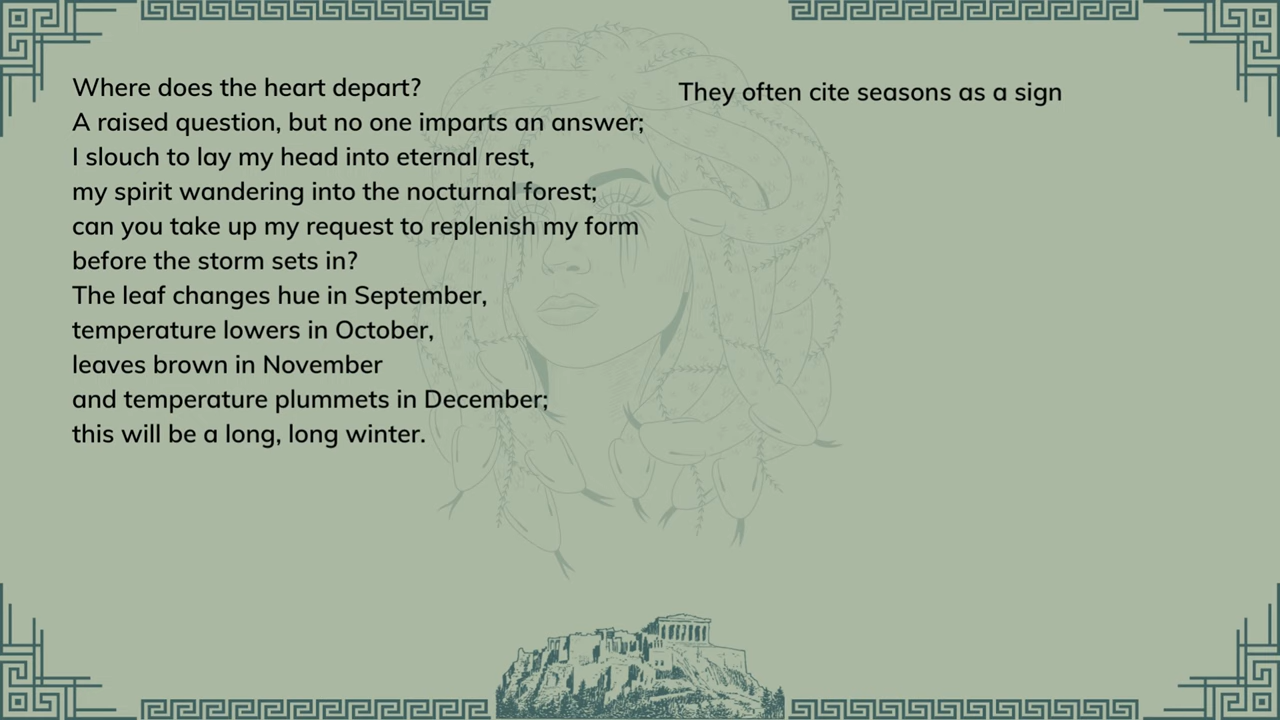 Where does the heart depart?
A raised question, but no one imparts an answer;
I slouch to lay my head into eternal rest,
my spirit wandering into the nocturnal forest;
can you take up my request to replenish my form
before the storm sets in?
The leaf changes hue in September,
temperature lowers in October,
leaves brown in November
and temperature plummets in December;
this will be a long, long winter.
They often cite seasons as a sign